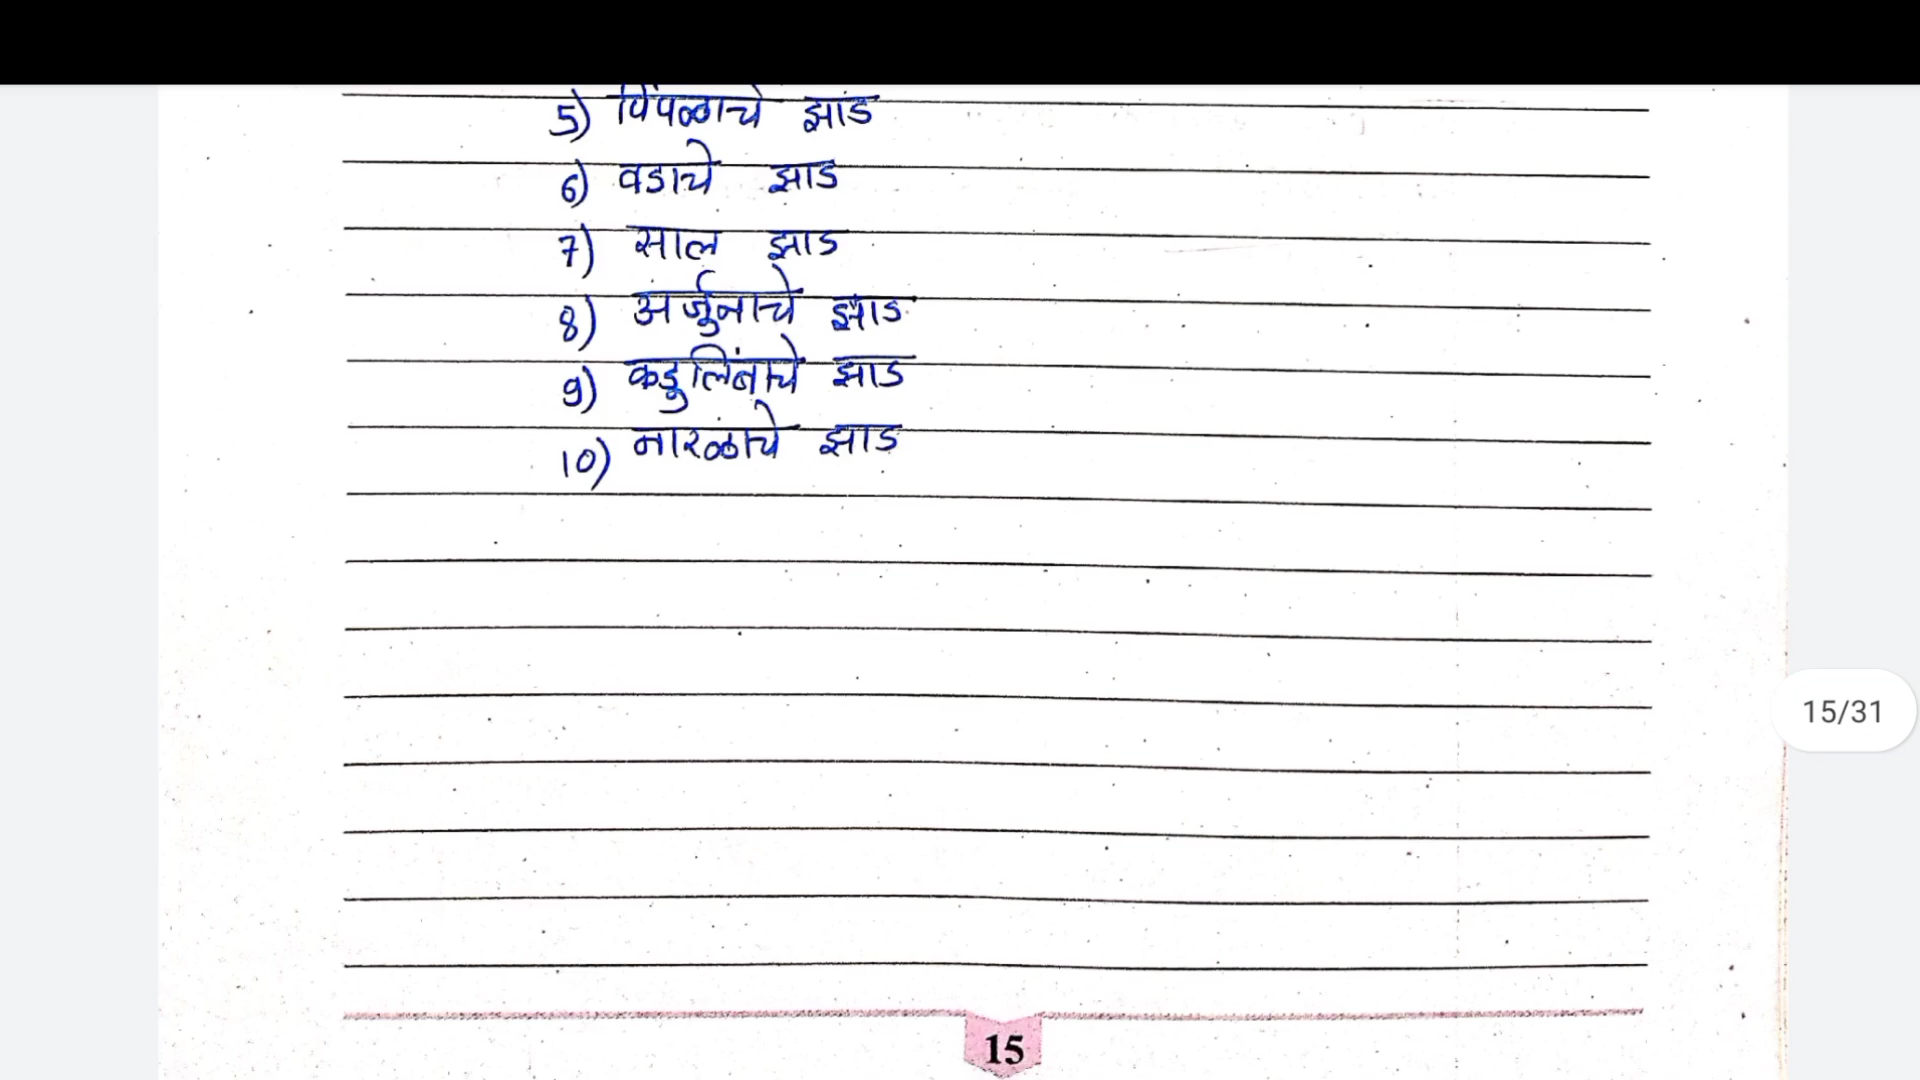 5) पिंपळाचे झाड
6) वडाचे झाड
7) साल झाड
8) अर्जुनाचे झाड
9) कडुलिंबाचे झाड
10) नारळाचे झाड
15/31
15